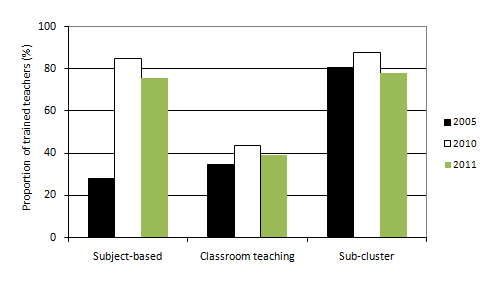 Proportion of trained teachers (%)
100
80
60
40
20
0
Subject-based
Classroom teaching
Sub-cluster
2005
2010
2011